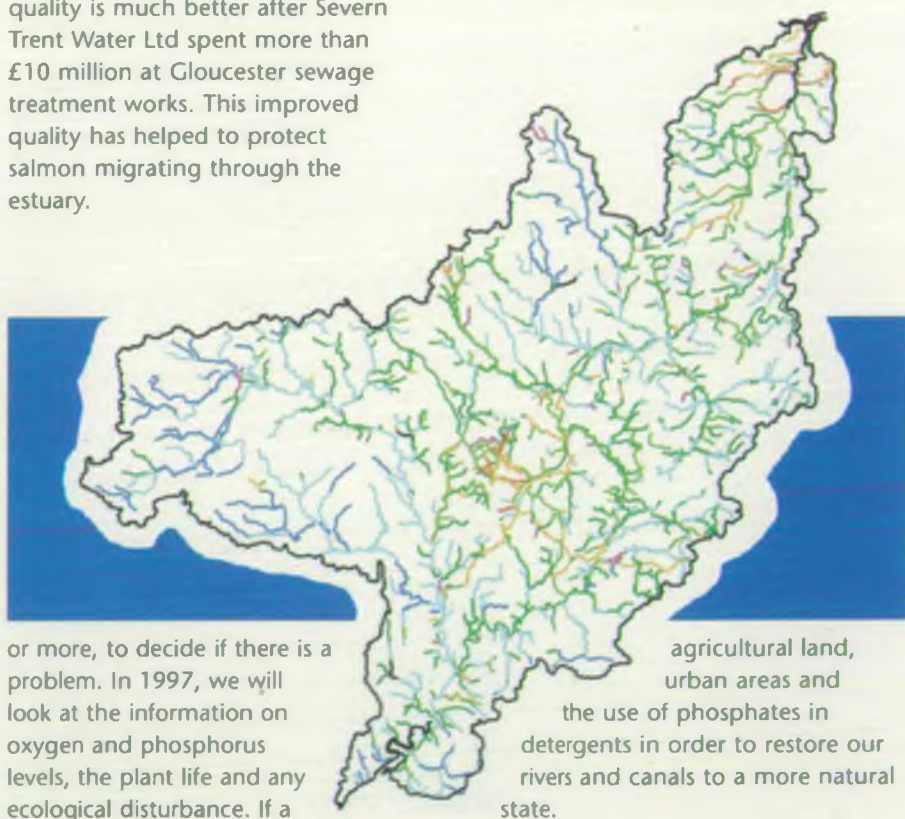 quality is much better after Severn
Trent Water Ltd spent more than
£10 million at Gloucester sewage
treatment works. This improved
quality has helped to protect
salmon migrating through the
estuary.
or more, to decide if there is a
problem. In 1997, we will
look at the information on
oxygen and phosphorus
levels, the plant life and any
ecological disturbance. If a
agricultural land,
urban areas and
the use of phosphates in
detergents in order to restore our
rivers and canals to a more natural
state.